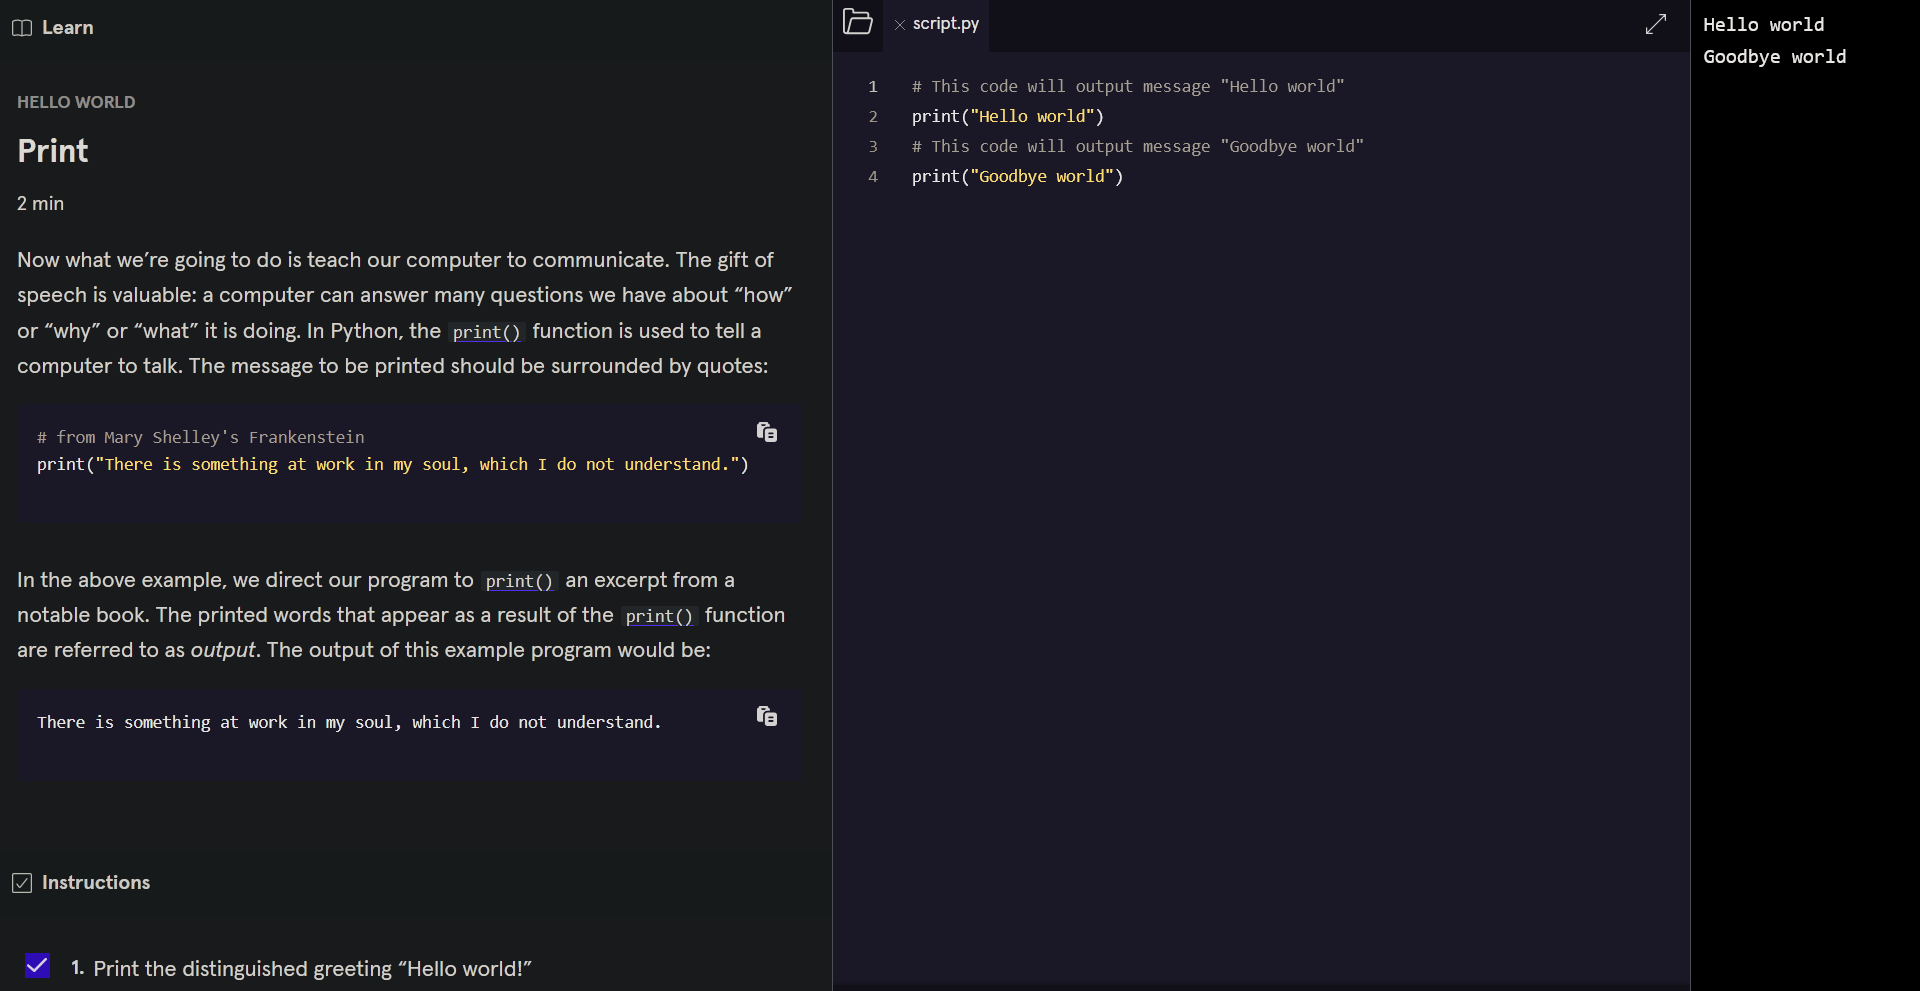 Learn
HELLO WORLD
Print
2 min
Now what we’re going to do is teach our computer to communicate. The gift of
speech is valuable: a computer can answer many questions we have about “how”
or “why” or “what” it is doing. In Python, the print() function is used to tell a
computer to talk. The message to be printed should be surrounded by quotes:
# from Mary Shelley's Frankenstein
print("There is something at work in my soul, which I do not understand.")
In the above example, we direct our program to print() an excerpt from a
notable book. The printed words that appear as a result of the print() function
are referred to as output. The output of this example program would be:
There is something at work in my soul, which I do not understand.
Instructions
1. Print the distinguished greeting “Hello world!”
script.py
1 # This code will output message "Hello world"
2 print("Hello world")
3 # This code will output message "Goodbye world"
4 print("Goodbye world")
Hello world
Goodbye world